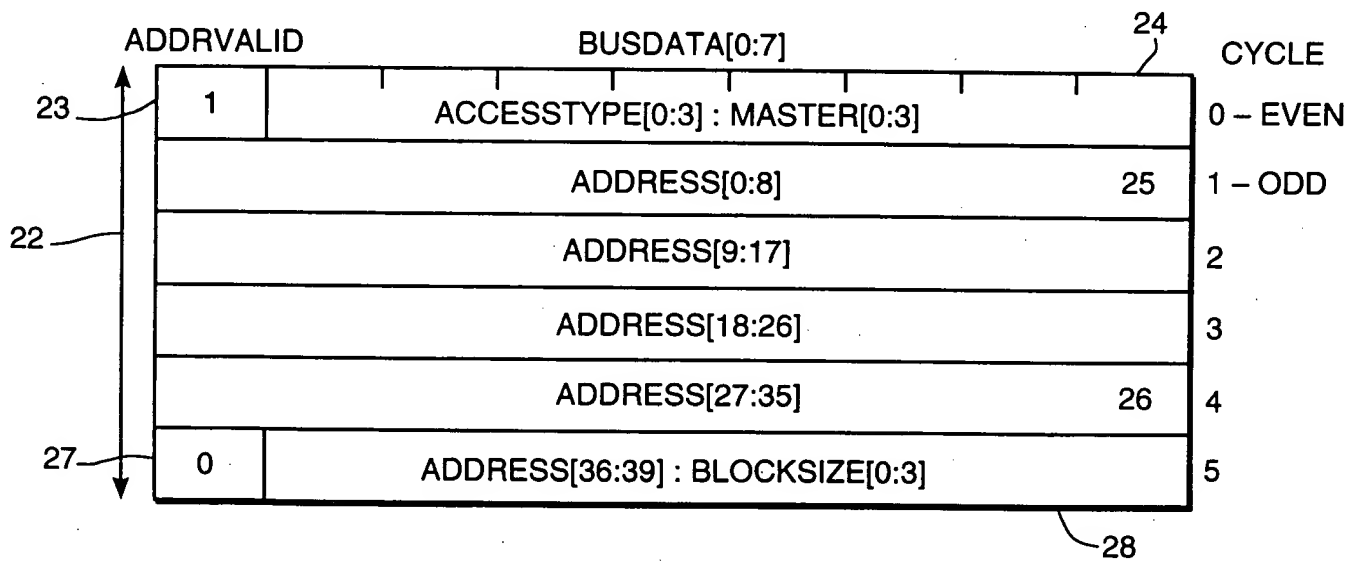 24
ADDRVALID BUSDATA[0:7] CYCLE
23 1 ACCESSTYPE[0:3] : MASTER[0:3] 0 – EVEN
ADDRESS[0:8] 25 1 – ODD
22 ADDRESS[9:17] 2
ADDRESS[18:26] 3
ADDRESS[27:35] 26 4
27 0 ADDRESS[36:39] : BLOCKSIZE[0:3] 5
28